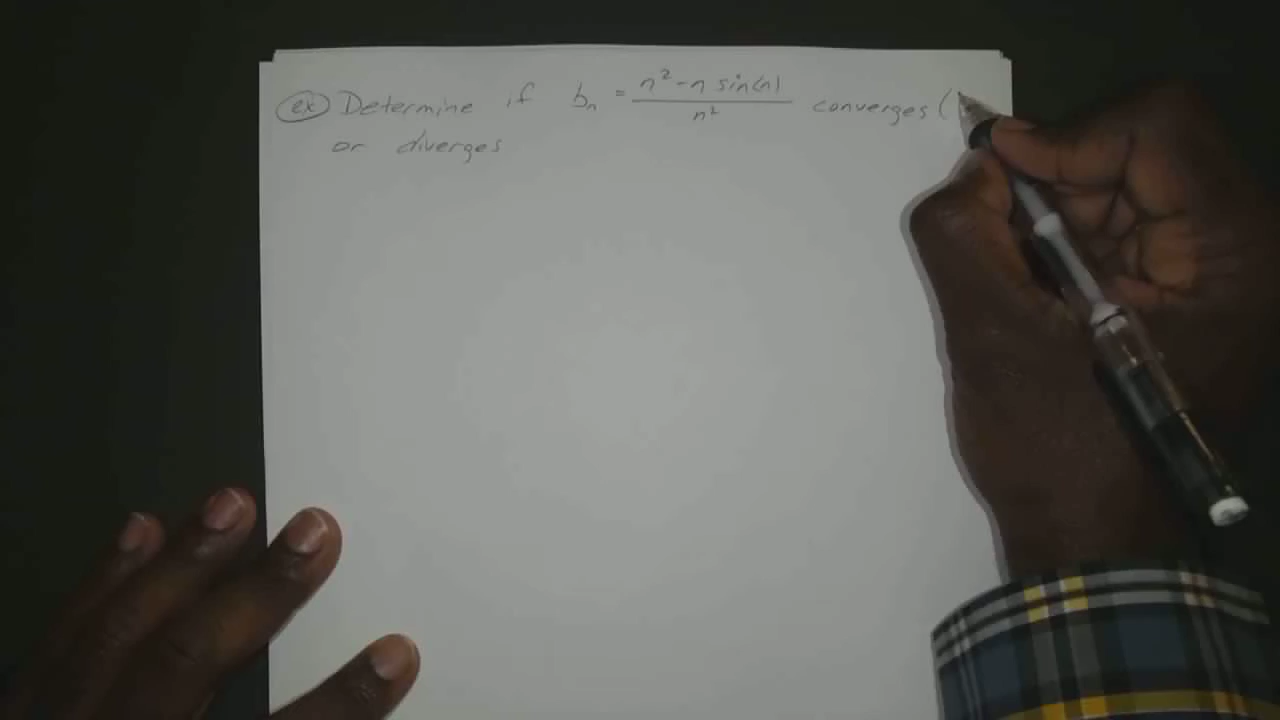 ex Determine if bₙ = (n² - n sin(n))/n² converges (
or diverges